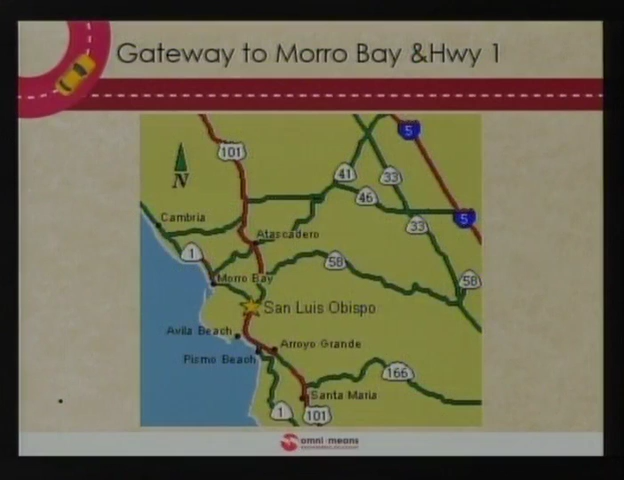 Gateway to Morro Bay &Hwy 1
5
101
41
33
N
46
Cambria
5
33
Atascadero
1
58
Morro Bay
58
San Luis Obispo
Avila Beach
Arroyo Grande
Pismo Beach
166
Santa Maria
1
101
omni·means